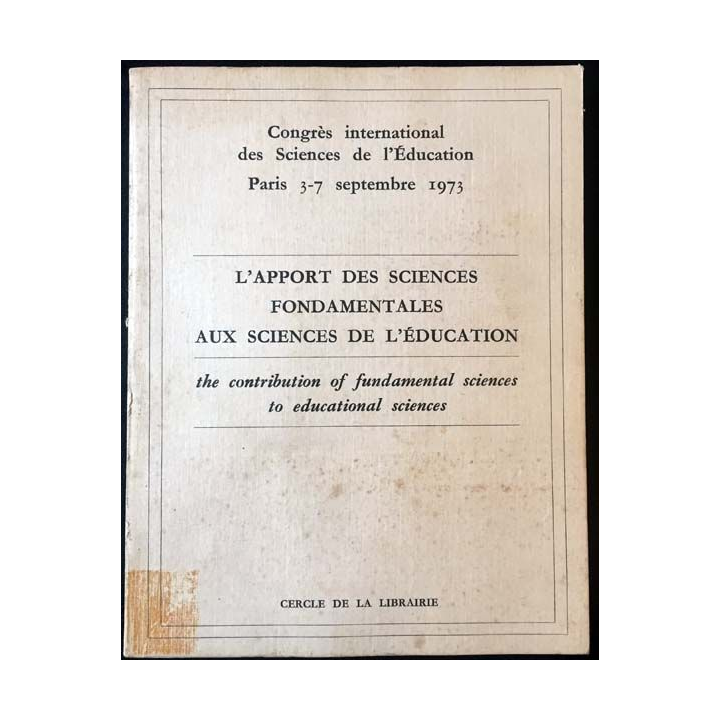 Congrès international
des Sciences de l'Éducation
Paris 3-7 septembre 1973
L'APPORT DES SCIENCES
FONDAMENTALES
AUX SCIENCES DE L'ÉDUCATION
the contribution of fundamental sciences
to educational sciences
CERCLE DE LA LIBRAIRIE